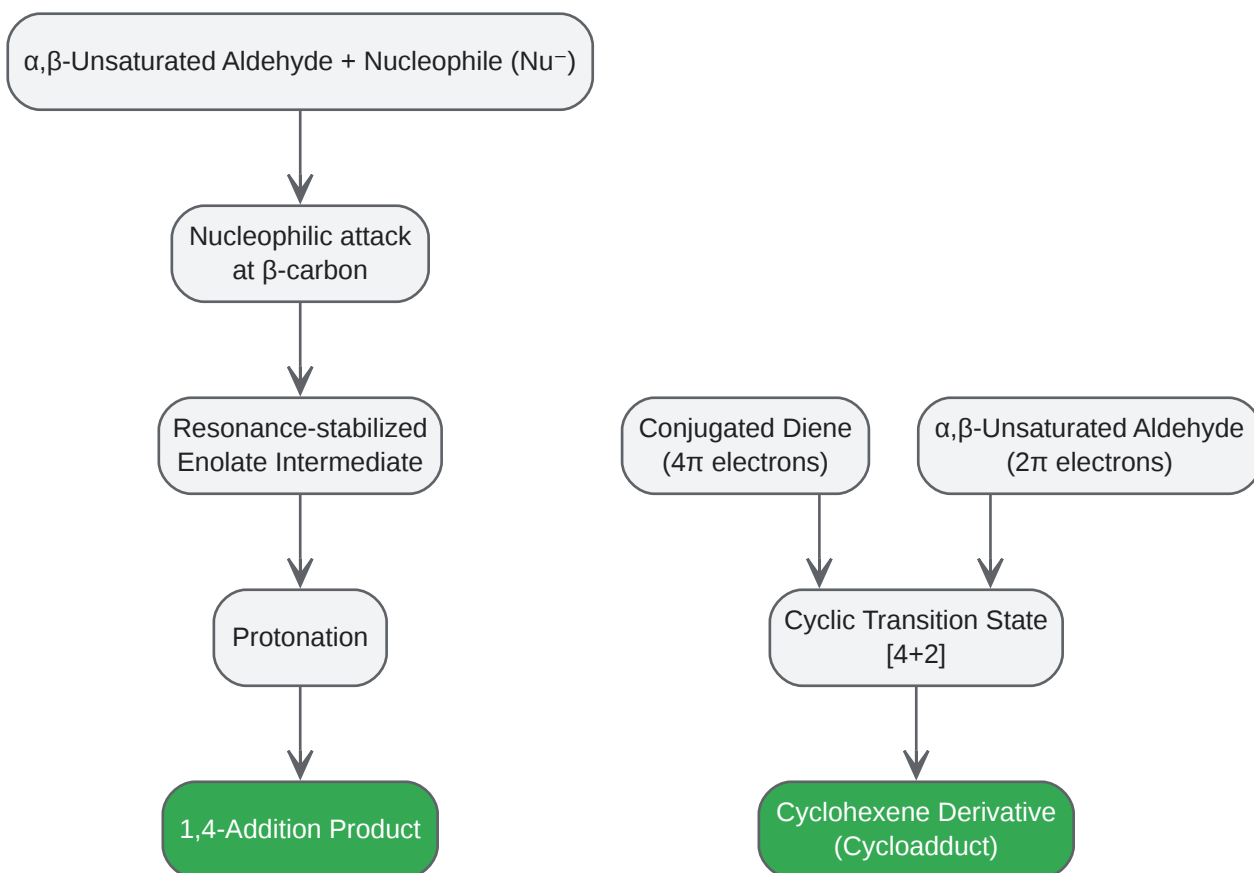 α,β-Unsaturated Aldehyde + Nucleophile (Nu⁻)
Nucleophilic attack
at β-carbon
Resonance-stabilized
Enolate Intermediate
Protonation
1,4-Addition Product
Conjugated Diene
(4π electrons)
α,β-Unsaturated Aldehyde
(2π electrons)
Cyclic Transition State
[4+2]
Cyclohexene Derivative
(Cycloadduct)